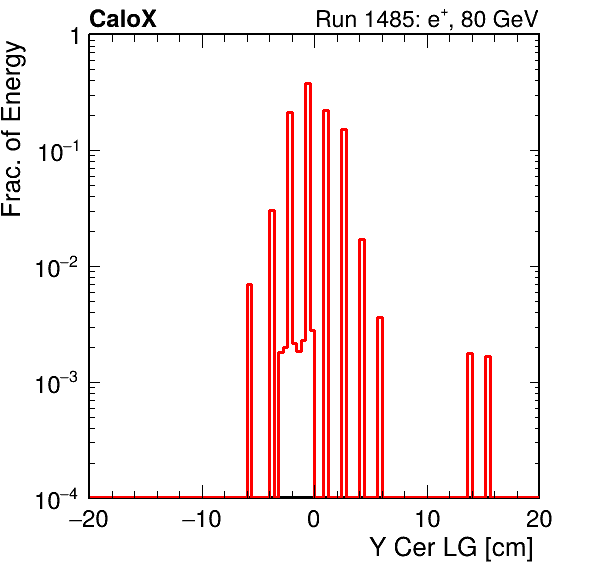 CaloX Run 1485: e⁺, 80 GeV
Frac. of Energy
1
10⁻¹
10⁻²
10⁻³
10⁻⁴
−20 −10 0 10 20
Y Cer LG [cm]